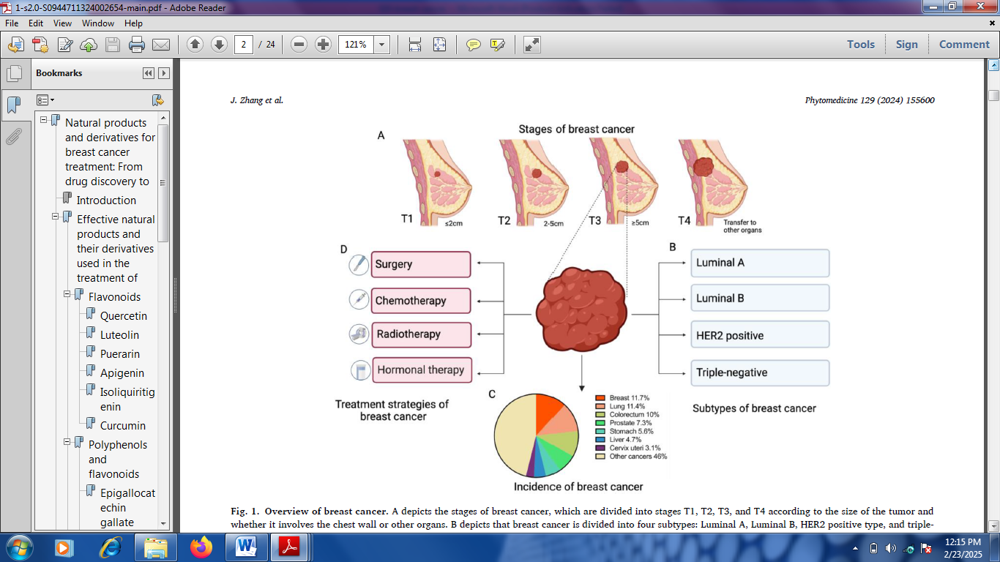 1-s2.0-S0944711324002654-main.pdf - Adobe Reader
File Edit View Window Help
2 / 24
121%
Tools Sign Comment
Bookmarks
Natural products
and derivatives for
breast cancer
treatment: From
drug discovery to
Introduction
Effective natural
products and
their derivatives
used in the
treatment of
Flavonoids
Quercetin
Luteolin
Puerarin
Apigenin
Isoliquiritig
enin
Curcumin
Polyphenols
and
flavonoids
Epigallocat
echin
gallate
J. Zhang et al.
Phytomedicine 129 (2024) 155600
A
Stages of breast cancer
T1 ≤2cm
T2 2-5cm
T3 ≥5cm
T4 Transfer to
other organs
D
Surgery
Chemotherapy
Radiotherapy
Hormonal therapy
Treatment strategies of
breast cancer
B
Luminal A
Luminal B
HER2 positive
Triple-negative
Subtypes of breast cancer
C
Breast 11.7%
Lung 11.4%
Colorectum 10%
Prostate 7.3%
Stomach 5.6%
Liver 4.7%
Cervix uteri 3.1%
Other cancers 46%
Incidence of breast cancer
Fig. 1. Overview of breast cancer. A depicts the stages of breast cancer, which are divided into stages T1, T2, T3, and T4 according to the size of the tumor and
whether it involves the chest wall or other organs. B depicts that breast cancer is divided into four subtypes: Luminal A, Luminal B, HER2 positive type, and triple-
12:15 PM
2/23/2025